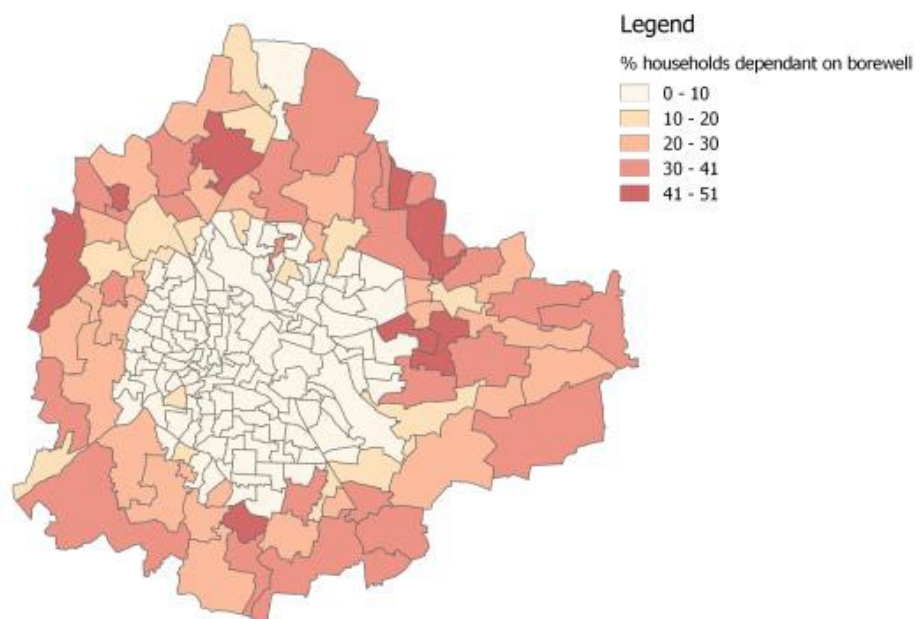 Legend
% households dependant on borewell
0 - 10
10 - 20
20 - 30
30 - 41
41 - 51